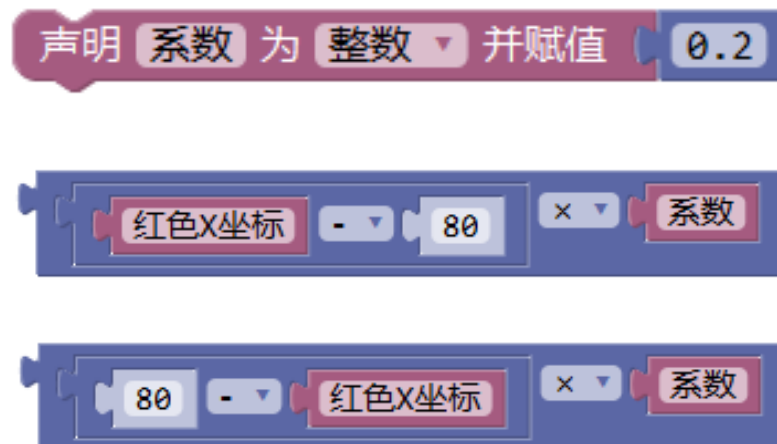 声明 系数 为 整数 并赋值 0.2
红色X坐标 - 80 × 系数
80 - 红色X坐标 × 系数